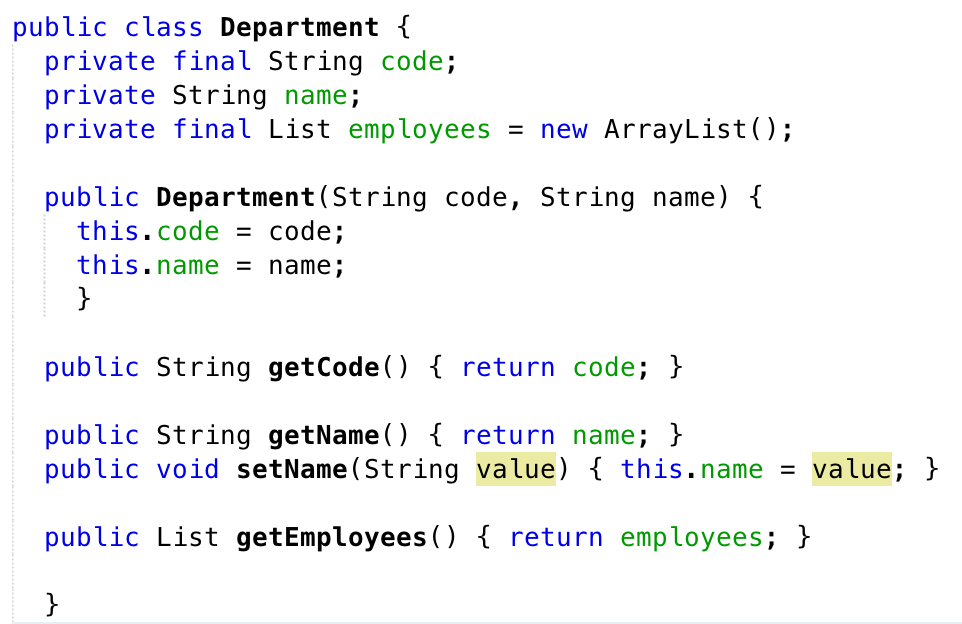 public class Department {
private final String code;
private String name;
private final List employees = new ArrayList();
public Department(String code, String name) {
this.code = code;
this.name = name;
}
public String getCode() { return code; }
public String getName() { return name; }
public void setName(String value) { this.name = value; }
public List getEmployees() { return employees; }
}